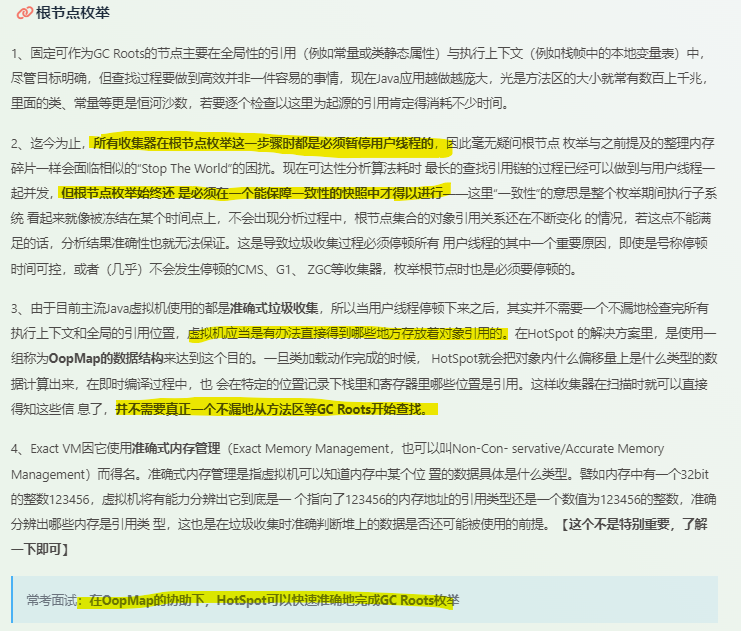 根节点枚举
1、固定可作为GC Roots的节点主要在全局性的引用（例如常量或类静态属性）与执行上下文（例如栈帧中的本地变量表）中，
尽管目标明确，但查找过程要做到高效并非一件容易的事情，现在Java应用越做越庞大，光是方法区的大小就常有数百上千兆，
里面的类、常量等更是恒河沙数，若要逐个检查以这里为起源的引用肯定得消耗不少时间。
2、迄今为止，所有收集器在根节点枚举这一步骤时都是必须暂停用户线程的，因此毫无疑问根节点 枚举与之前提及的整理内存
碎片一样会面临相似的“Stop The World”的困扰。现在可达性分析算法耗时 最长的查找引用链的过程已经可以做到与用户线程一
起并发，但根节点枚举始终还 是必须在一个能保障一致性的快照中才得以进行——这里“一致性”的意思是整个枚举期间执行子系
统 看起来就像被冻结在某个时间点上，不会出现分析过程中，根节点集合的对象引用关系还在不断变化 的情况，若这点不能满
足的话，分析结果准确性也就无法保证。这是导致垃圾收集过程必须停顿所有 用户线程的其中一个重要原因，即使是号称停顿
时间可控，或者（几乎）不会发生停顿的CMS、G1、 ZGC等收集器，枚举根节点时也是必须要停顿的。
3、由于目前主流Java虚拟机使用的都是准确式垃圾收集，所以当用户线程停顿下来之后，其实并不需要一个不漏地检查完所有
执行上下文和全局的引用位置，虚拟机应当是有办法直接得到哪些地方存放着对象引用的。在HotSpot 的解决方案里，是使用一
组称为OopMap的数据结构来达到这个目的。一旦类加载动作完成的时候， HotSpot就会把对象内什么偏移量上是什么类型的数
据计算出来，在即时编译过程中，也 会在特定的位置记录下栈里和寄存器里哪些位置是引用。这样收集器在扫描时就可以直接
得知这些信 息了，并不需要真正一个不漏地从方法区等GC Roots开始查找。
4、Exact VM因它使用准确式内存管理（Exact Memory Management，也可以叫Non-Con- servative/Accurate Memory
Management）而得名。准确式内存管理是指虚拟机可以知道内存中某个位 置的数据具体是什么类型。譬如内存中有一个32bit
的整数123456，虚拟机将有能力分辨出它到底是一 个指向了123456的内存地址的引用类型还是一个数值为123456的整数，准确
分辨出哪些内存是引用类 型，这也是在垃圾收集时准确判断堆上的数据是否还可能被使用的前提。【这个不是特别重要，了解
一下即可】
常考面试：在OopMap的协助下，HotSpot可以快速准确地完成GC Roots枚举